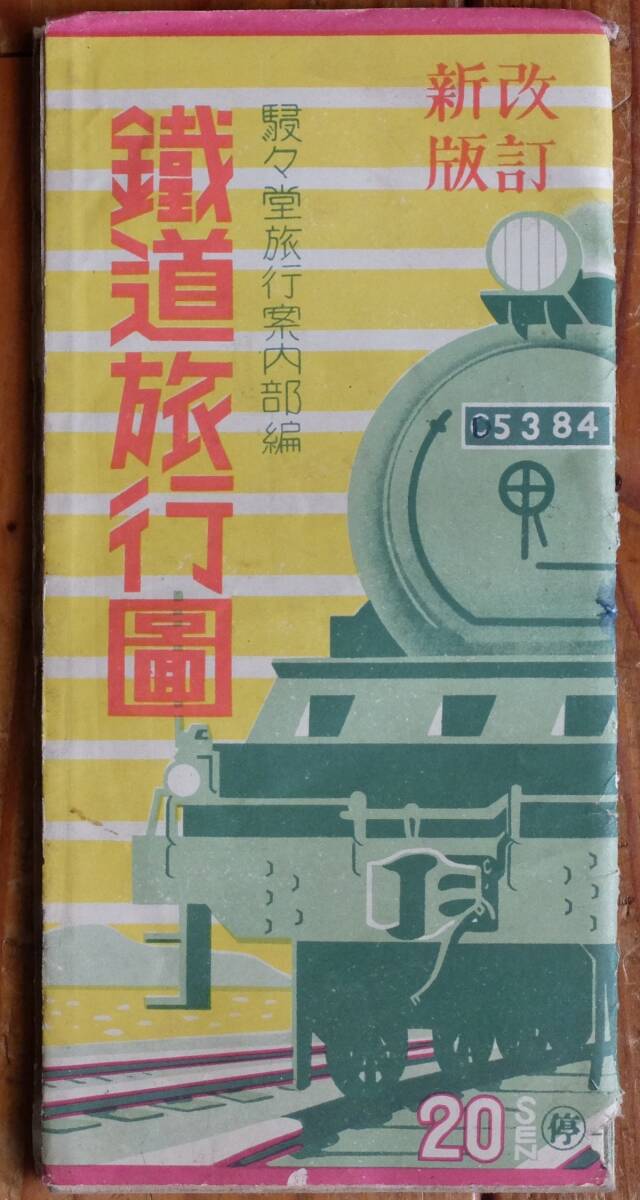 改訂
新版
駸々堂旅行案内部編
鐵道旅行圖
C5384
20 SEN 停